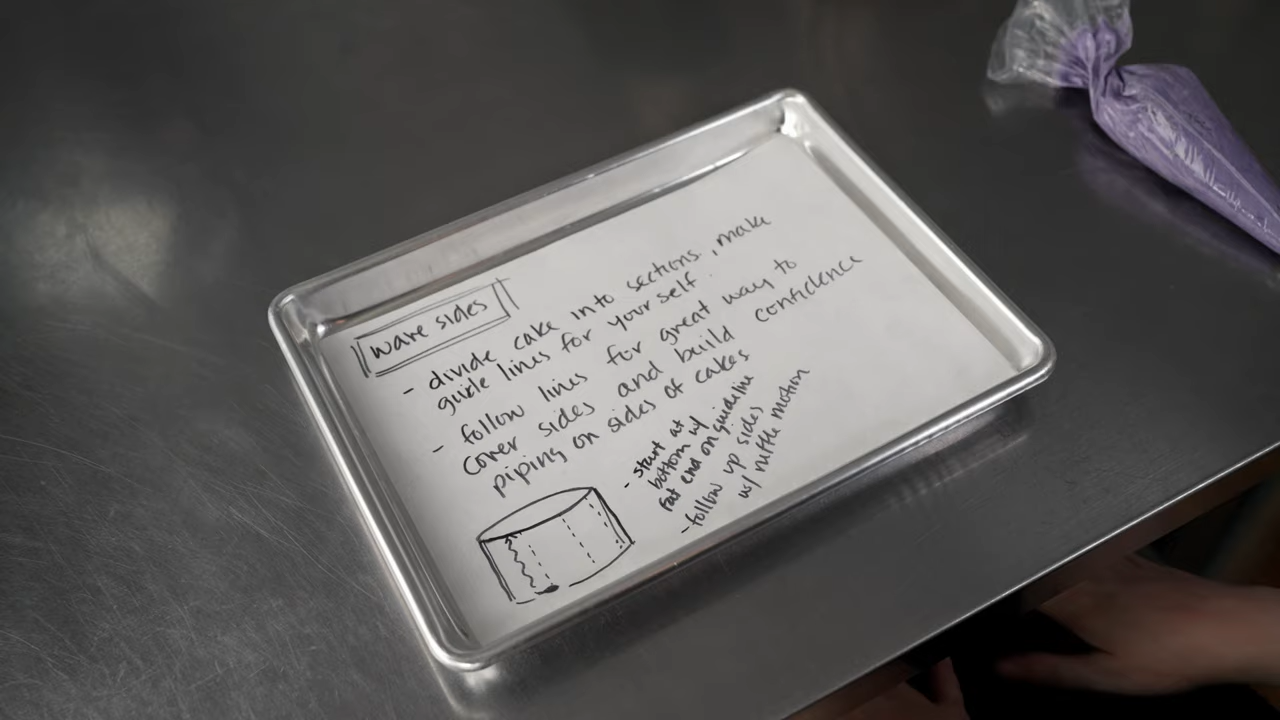 wave sides
- divide cake into sections, make
guide lines for yourself.
- follow lines for great way to
cover sides and build confidence
piping on sides of cakes
- start at
bottom w/
fat end on guideline
- follow up sides
w/ ruffle motion